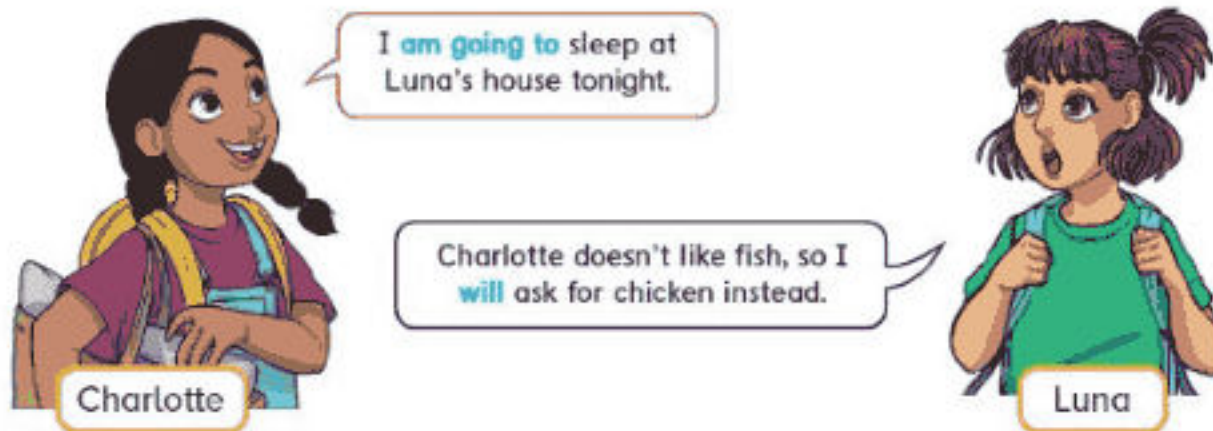 I am going to sleep at
Luna's house tonight.
Charlotte doesn't like fish, so I
will ask for chicken instead.
Charlotte
Luna